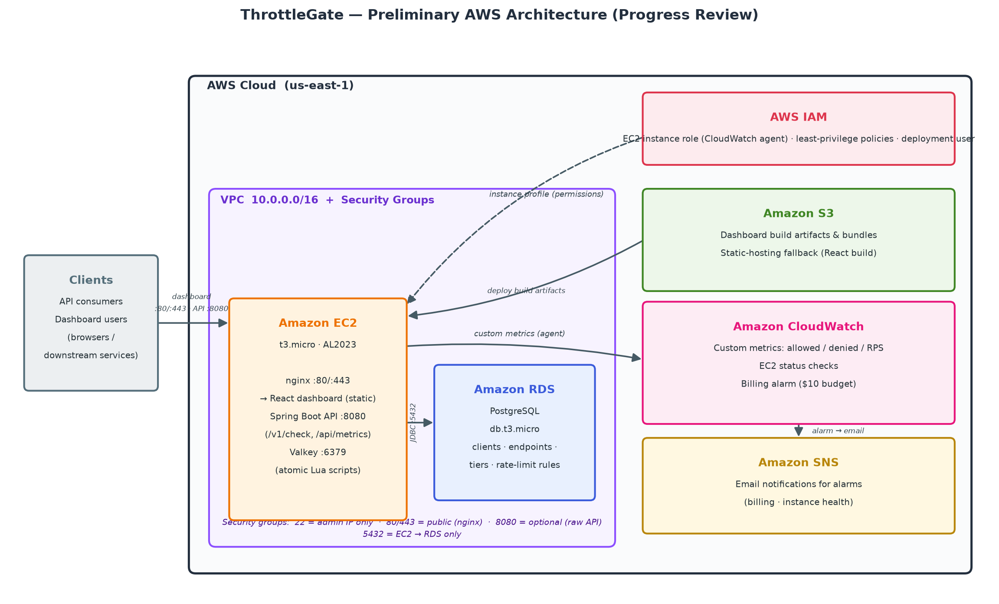 ThrottleGate — Preliminary AWS Architecture (Progress Review)
AWS Cloud  (us-east-1)
AWS IAM
EC2 instance role (CloudWatch agent) · least-privilege policies · deployment user
VPC  10.0.0.0/16  +  Security Groups
instance profile (permissions)
Amazon S3
Dashboard build artifacts & bundles
Static-hosting fallback (React build)
Clients
API consumers
Dashboard users
(browsers /
downstream services)
dashboard
:80/:443 · API :8080
deploy build artifacts
Amazon EC2
t3.micro · AL2023
nginx :80/:443
→ React dashboard (static)
Spring Boot API :8080
(/v1/check, /api/metrics)
Valkey :6379
(atomic Lua scripts)
custom metrics (agent)
JDBC :5432
Amazon RDS
PostgreSQL
db.t3.micro
clients · endpoints ·
tiers · rate-limit rules
Amazon CloudWatch
Custom metrics: allowed / denied / RPS
EC2 status checks
Billing alarm ($10 budget)
alarm → email
Amazon SNS
Email notifications for alarms
(billing · instance health)
Security groups:  22 = admin IP only  ·  80/443 = public (nginx)  ·  8080 = optional (raw API)
5432 = EC2 → RDS only